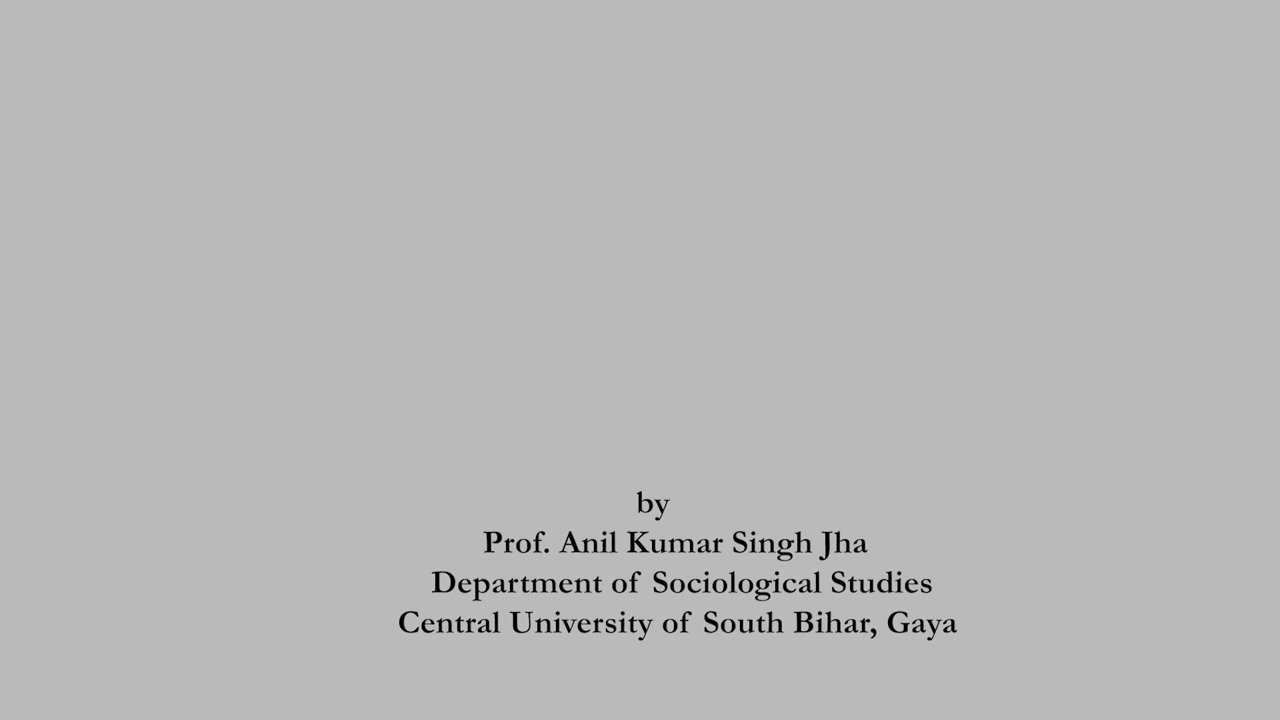 by
Prof. Anil Kumar Singh Jha
Department of Sociological Studies
Central University of South Bihar, Gaya